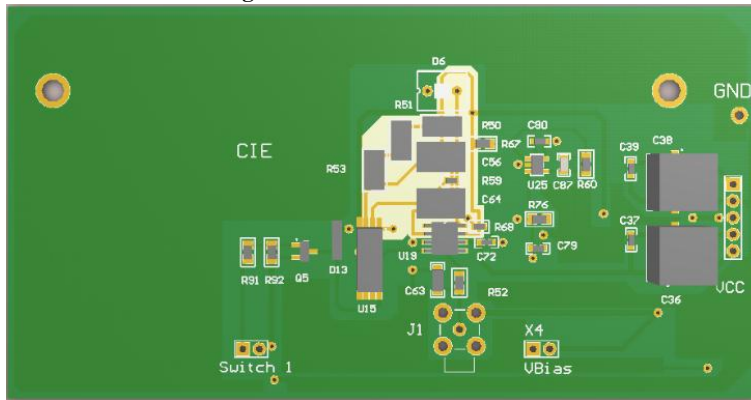 D6
R51
GND
R50
C80
R67
C39
C38
CIE
C56
R53
R59
U25
C87
R60
C64
R76
C37
R68
U19
C72
C79
R91
R92
Q5
D13
C63
R52
U15
C36
VCC
J1
X4
Switch 1
VBias